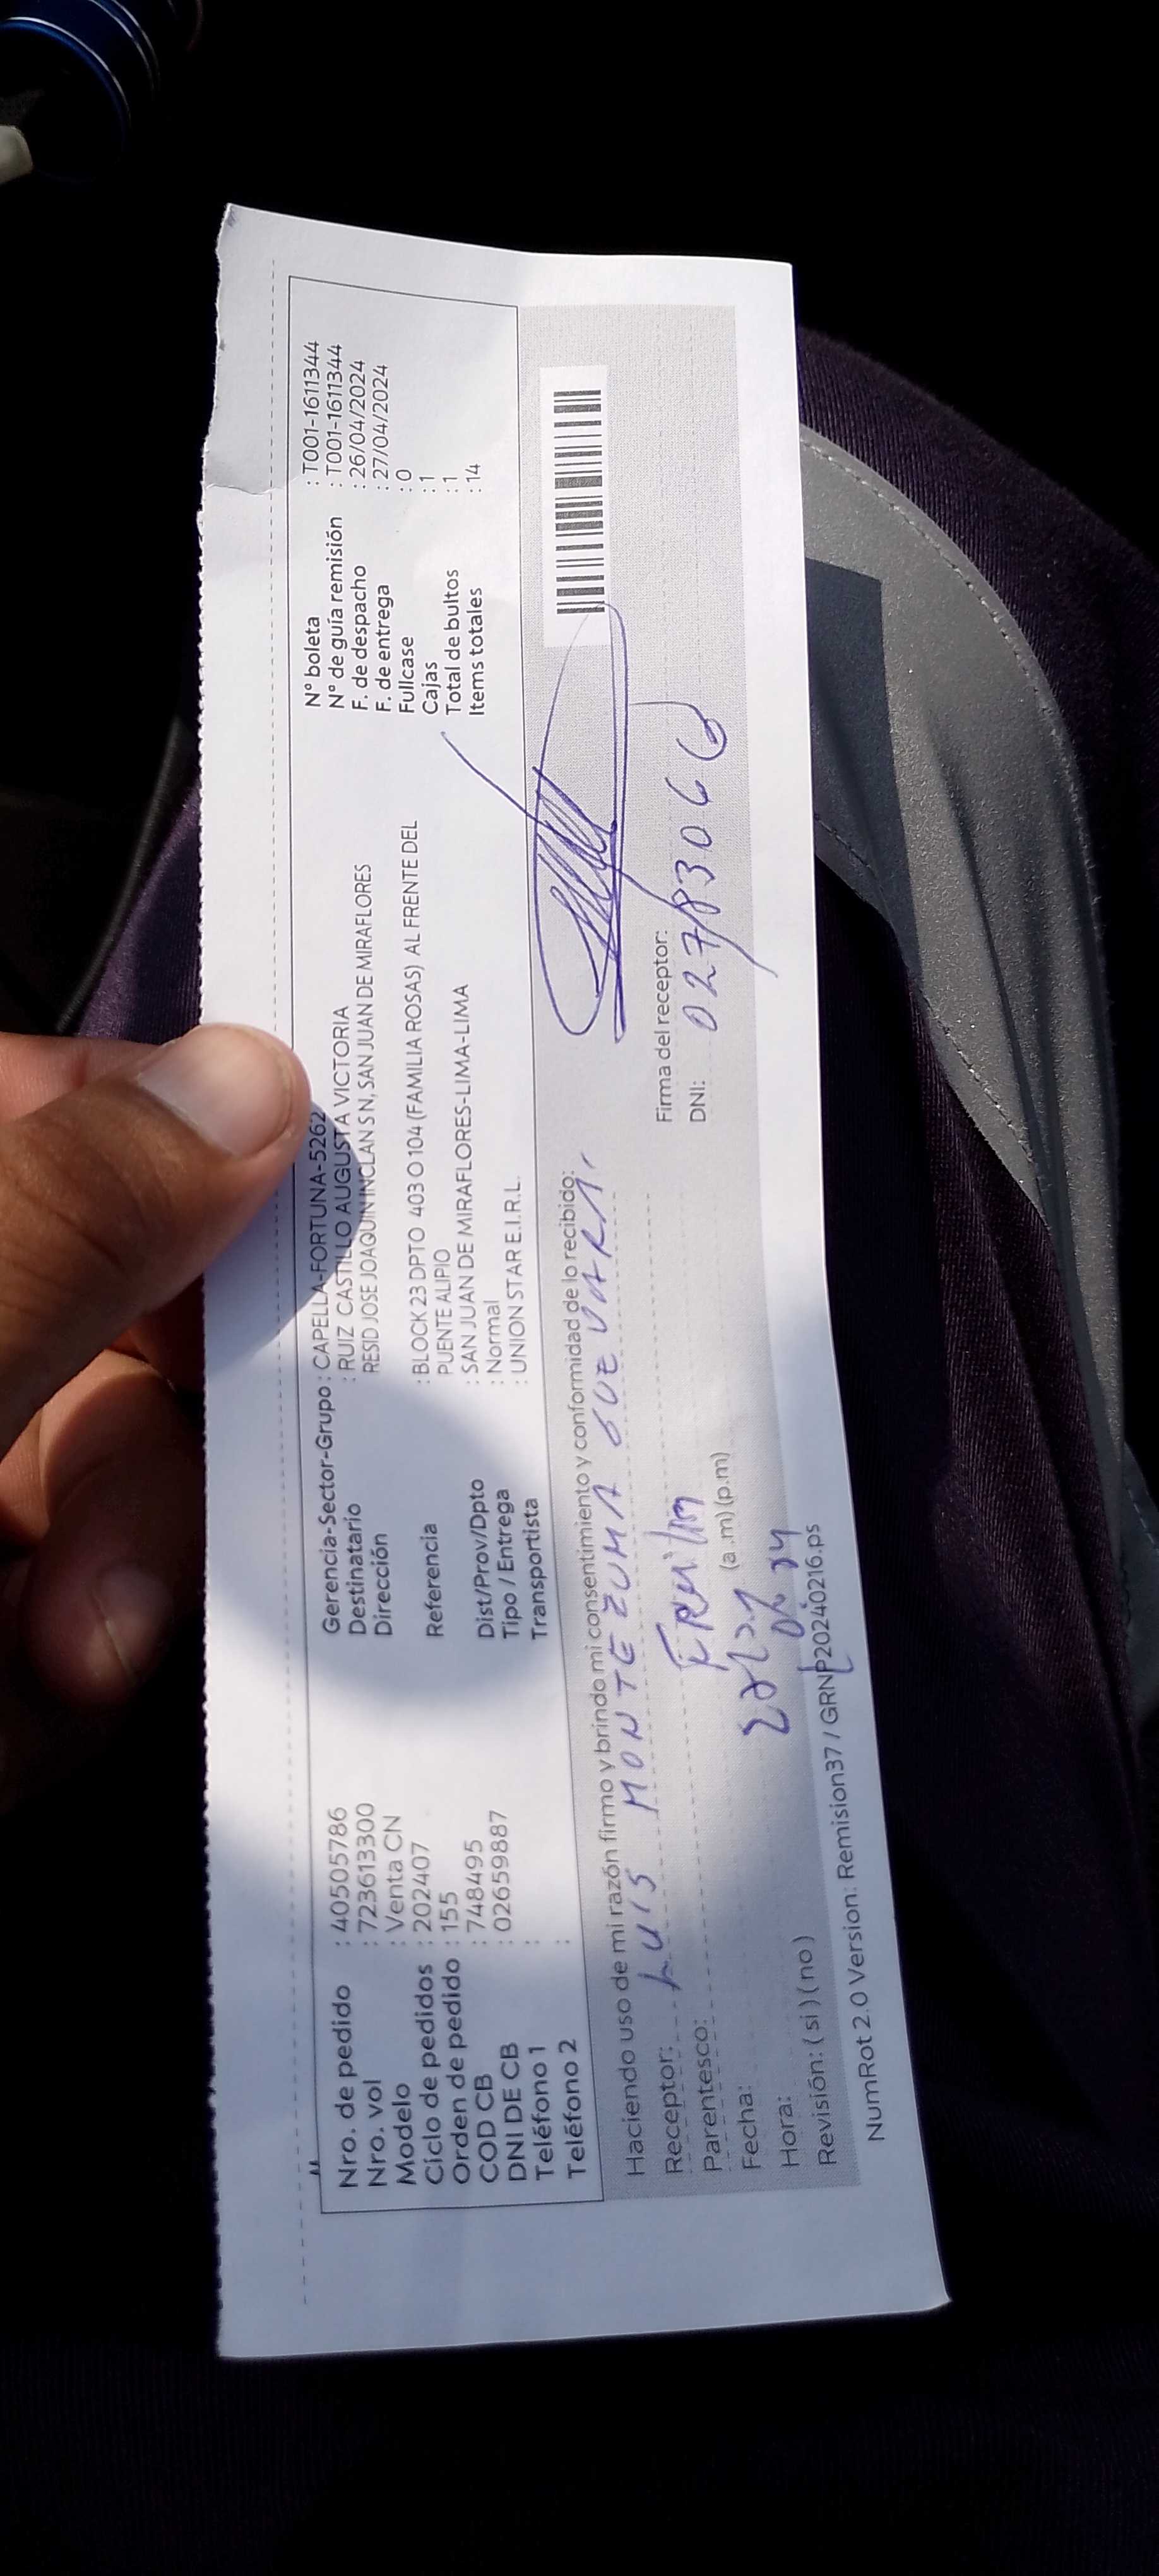 Nro. de pedido : 40505786
Nro. vol : 723613300
Modelo : Venta CN
Ciclo de pedidos : 202407
Orden de pedido : 155
COD CB : 748495
DNI DE CB : 02659887
Teléfono 1 :
Teléfono 2 :
Gerencia-Sector-Grupo : CAPELLA-FORTUNA-5262
Destinatario : RUIZ CASTILLO AUGUSTA VICTORIA
Dirección RESID JOSE JOAQUIN INCLAN S N, SAN JUAN DE MIRAFLORES
Referencia : BLOCK 23 DPTO 403 O 104 (FAMILIA ROSAS) AL FRENTE DEL
PUENTE ALIPIO
Dist/Prov/Dpto : SAN JUAN DE MIRAFLORES-LIMA-LIMA
Tipo / Entrega : Normal
Transportista : UNION STAR E.I.R.L.
N° boleta : T001-1611344
N° de guía remisión : T001-1611344
F. de despacho : 26/04/2024
F. de entrega : 27/04/2024
Fullcase : 0
Cajas : 1
Total de bultos : 1
Items totales : 14
Haciendo uso de mi razón firmo y brindo mi consentimiento y conformidad de lo recibido:
Receptor: LUIS MONTEZUMA
Parentesco:
Fecha:
Hora: (a.m) (p.m)
Revisión: ( si ) ( no )
Firma del receptor:
DNI: 02783066
NumRot 2.0 Version: Remision37 / GRNP20240216.ps